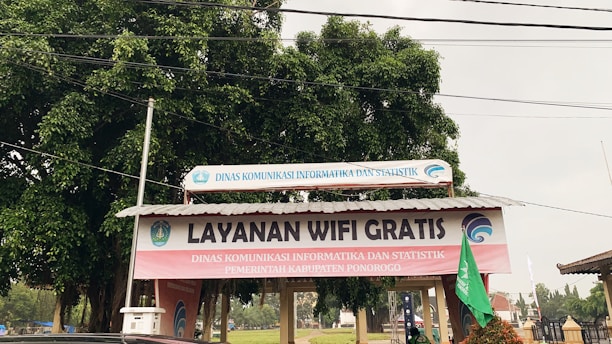 DINAS KOMUNIKASI INFORMATIKA DAN STATISTIK
LAYANAN WIFI GRATIS
DINAS KOMUNIKASI INFORMATIKA DAN STATISTIK
PEMERINTAH KABUPATEN PONOROGO